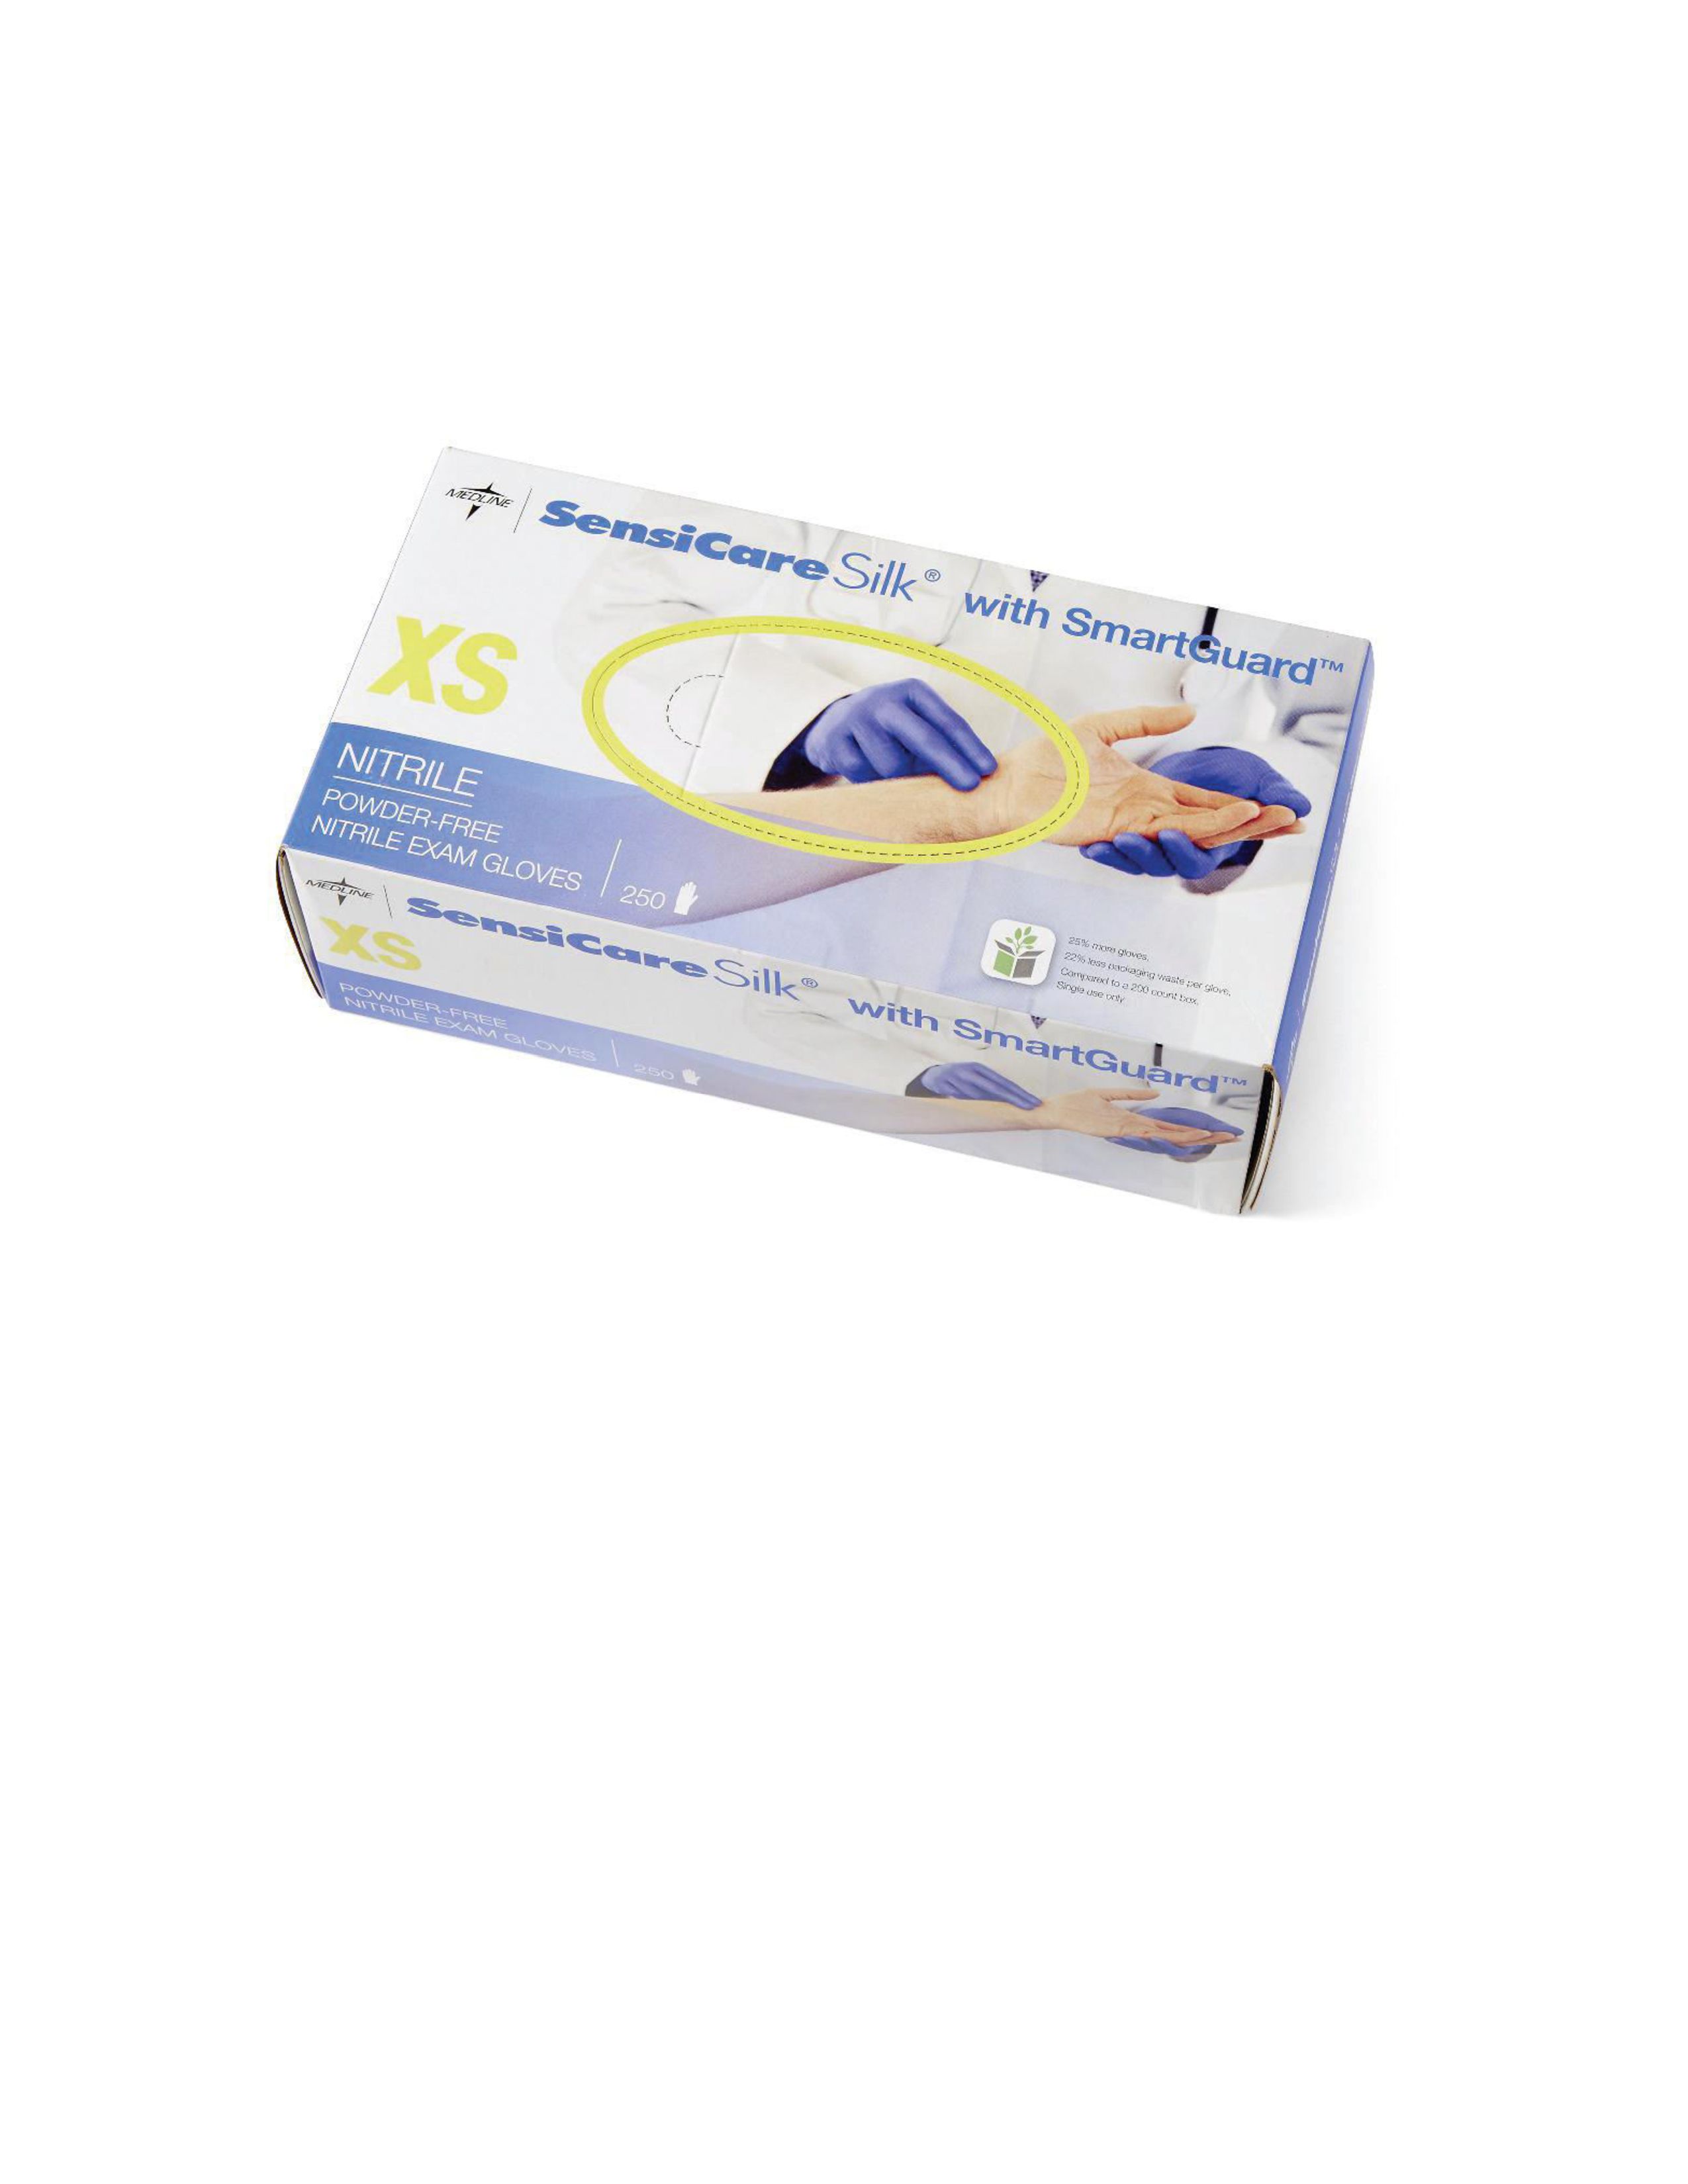 MEDLINE
SensiCare Silk® with SmartGuard™
XS
NITRILE
POWDER-FREE
NITRILE EXAM GLOVES
250
25% more gloves.
22% less packaging waste per glove.
Compared to a 200 count box.
Single use only
MEDLINE
SensiCare Silk® with SmartGuard™
XS
POWDER-FREE
NITRILE EXAM GLOVES
250